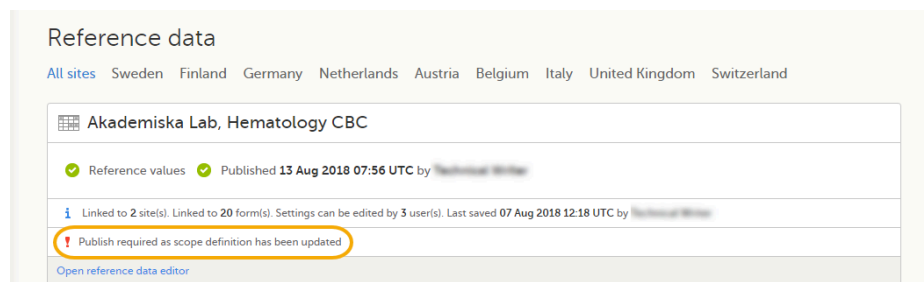 Reference data
All sites Sweden Finland Germany Netherlands Austria Belgium Italy United Kingdom Switzerland
Akademiska Lab, Hematology CBC
Reference values Published 13 Aug 2018 07:56 UTC by
Linked to 2 site(s). Linked to 20 form(s). Settings can be edited by 3 user(s). Last saved 07 Aug 2018 12:18 UTC by
Publish required as scope definition has been updated
Open reference data editor